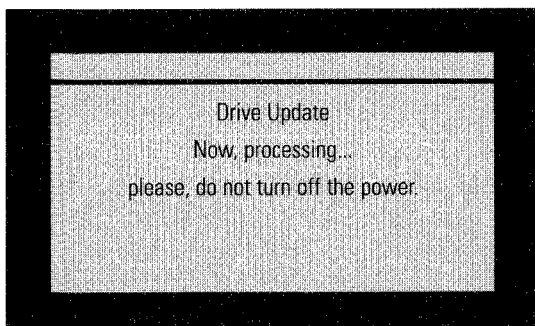 Drive Update
Now, processing...
please, do not turn off the power.